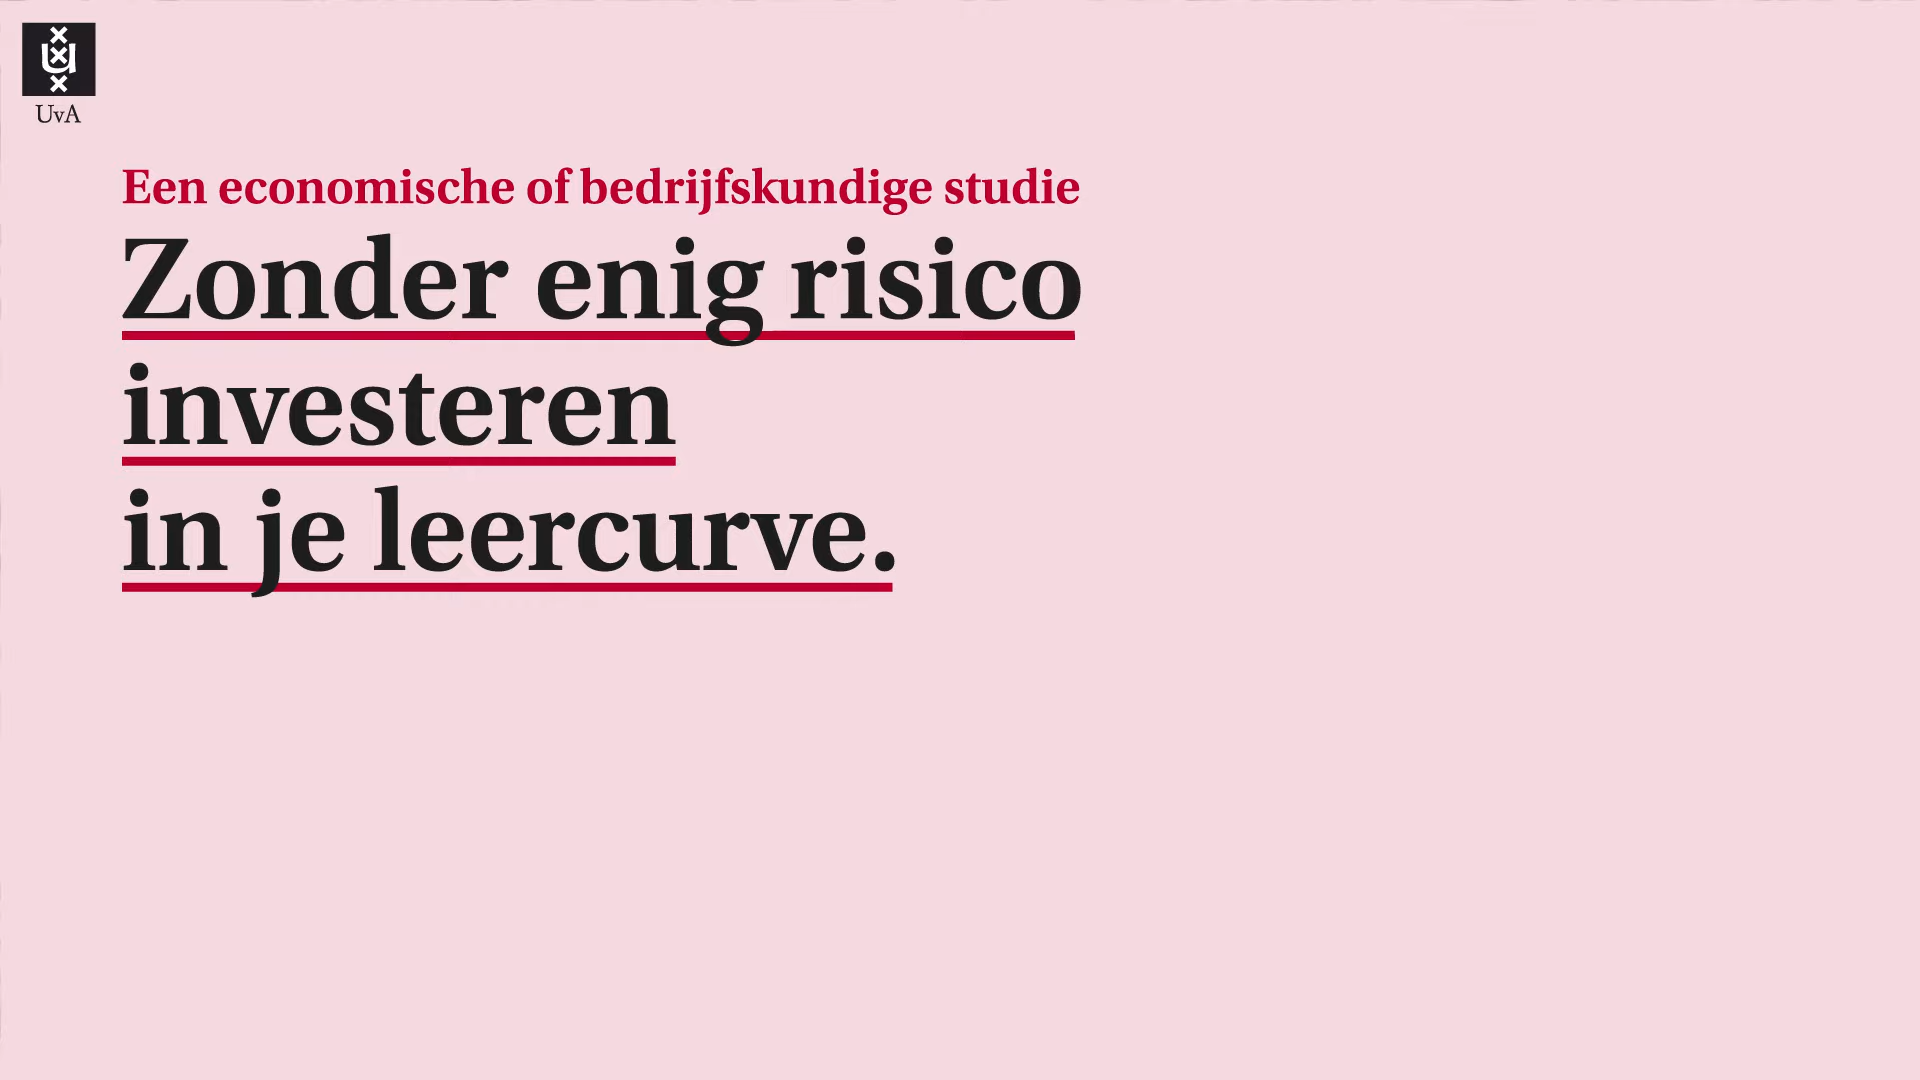 UvA
Een economische of bedrijfskundige studie
Zonder enig risico
investeren
in je leercurve.